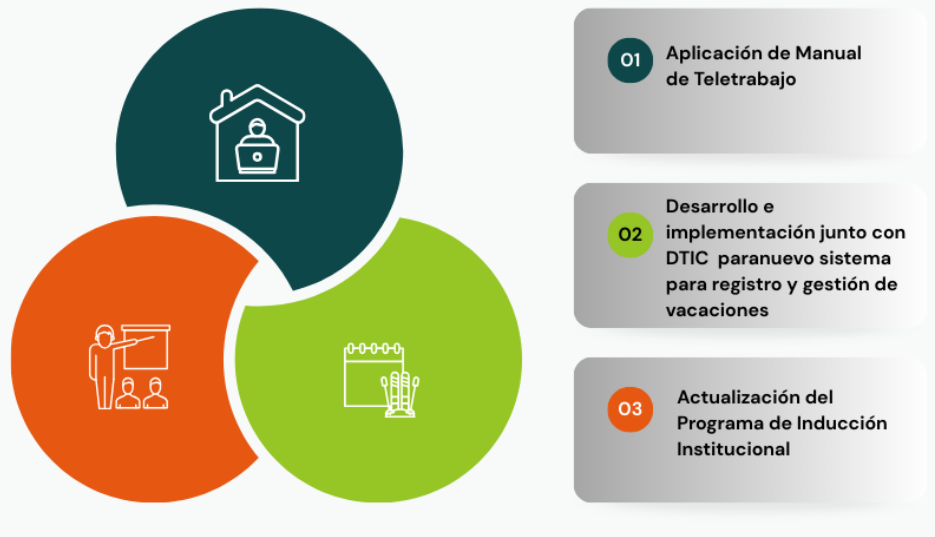 01
Aplicación de Manual
de Teletrabajo
02
Desarrollo e
implementación junto con
DTIC  paranuevo sistema
para registro y gestión de
vacaciones
03
Actualización del
Programa de Inducción
Institucional